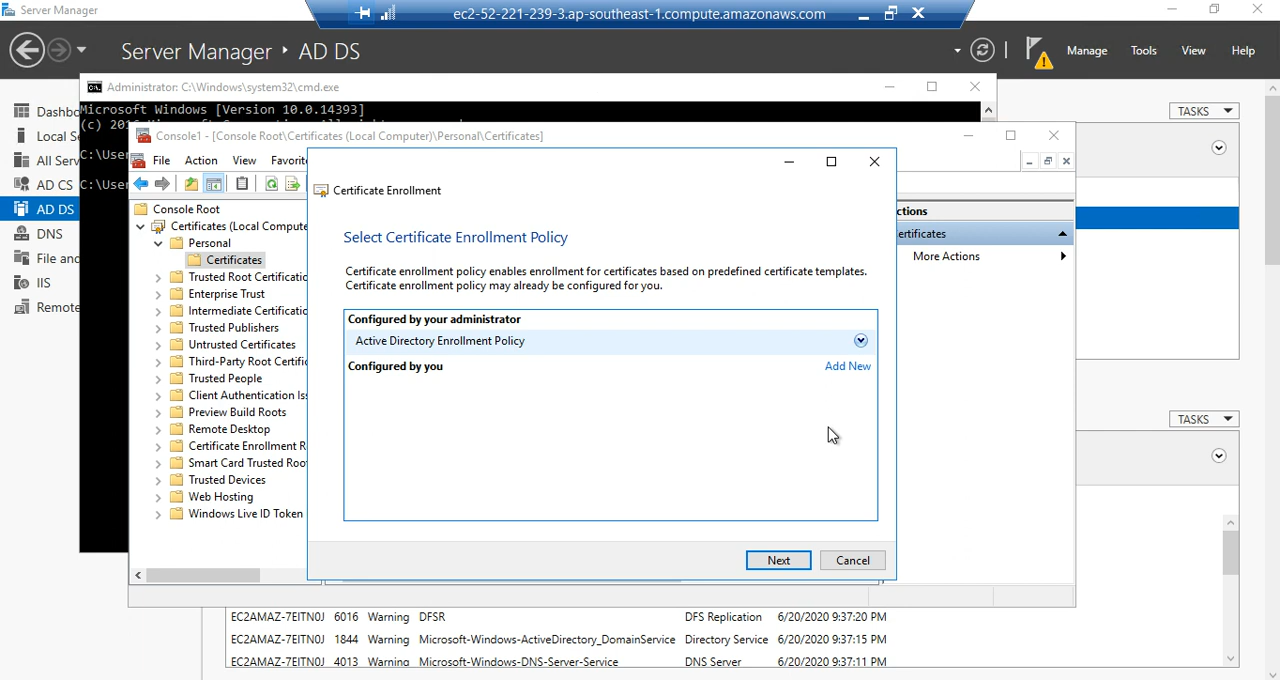 Server Manager
ec2-52-221-239-3.ap-southeast-1.compute.amazonaws.com
Server Manager
AD DS
Manage
Tools
View
Help
Administrator: C:\Windows\system32\cmd.exe
Microsoft Windows [Version 10.0.14393]
(c) 201
C:\User
C:\User
Dashbo
Local Se
All Serv
AD CS
AD DS
DNS
File and
IIS
Remote
TASKS
TASKS
Console1 - [Console Root\Certificates (Local Computer)\Personal\Certificates]
File
Action
View
Favorit
Console Root
Certificates (Local Compute
Personal
Certificates
Trusted Root Certificatio
Enterprise Trust
Intermediate Certificatio
Trusted Publishers
Untrusted Certificates
Third-Party Root Certific
Trusted People
Client Authentication Iss
Preview Build Roots
Remote Desktop
Certificate Enrollment R
Smart Card Trusted Roo
Trusted Devices
Web Hosting
Windows Live ID Token
ctions
ertificates
More Actions
Certificate Enrollment
Select Certificate Enrollment Policy
Certificate enrollment policy enables enrollment for certificates based on predefined certificate templates.
Certificate enrollment policy may already be configured for you.
Configured by your administrator
Active Directory Enrollment Policy
Configured by you
Add New
Next
Cancel
EC2AMAZ-7EITN0J 6016 Warning DFSR DFS Replication 6/20/2020 9:37:20 PM
EC2AMAZ-7EITN0J 1844 Warning Microsoft-Windows-ActiveDirectory_DomainService Directory Service 6/20/2020 9:37:15 PM
EC2AMAZ-7EITN0J 4013 Warning Microsoft-Windows-DNS-Server-Service DNS Server 6/20/2020 9:37:11 PM